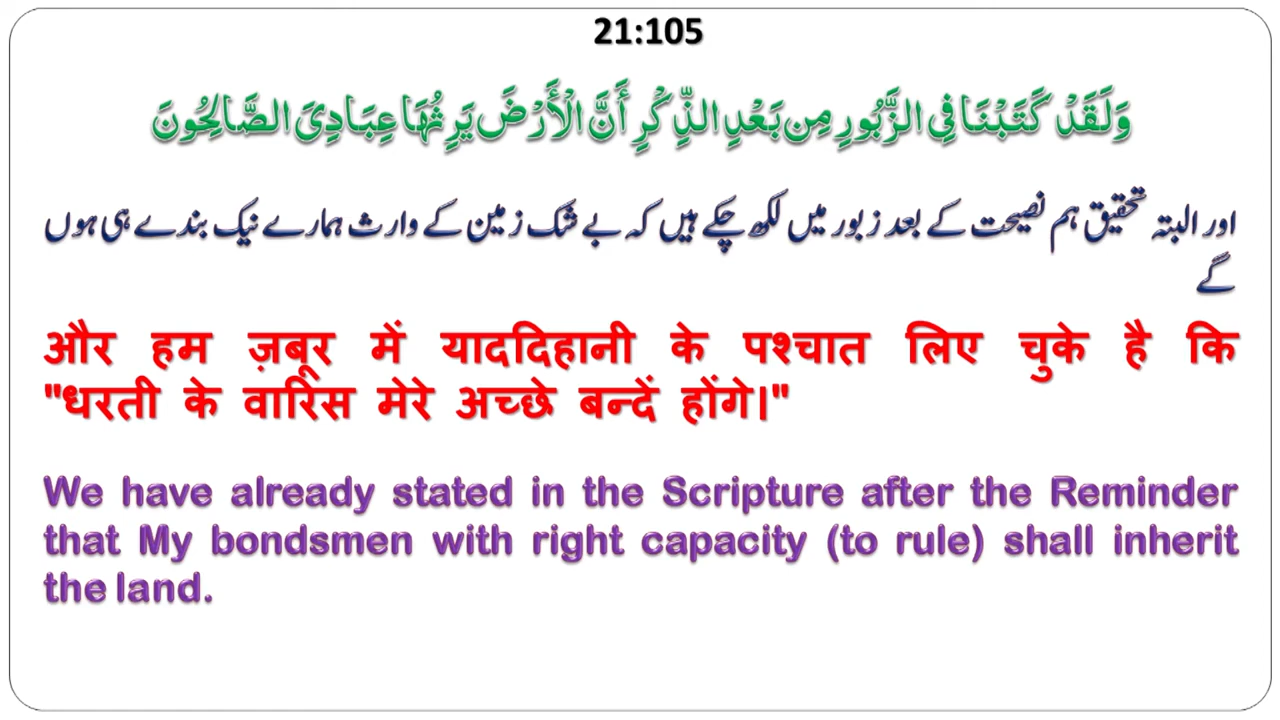 21:105
وَلَقَدْ كَتَبْنَا فِي الزَّبُورِ مِن بَعْدِ الذِّكْرِ أَنَّ الْأَرْضَ يَرِثُهَا عِبَادِيَ الصَّالِحُونَ
اور البتہ تحقیق ہم نصیحت کے بعد زبور میں لکھ چکے ہیں کہ بے شک زمین کے وارث ہمارے نیک بندے ہی ہوں
گے
और हम ज़बूर में याददिहानी के पश्चात लिए चुके है कि
"धरती के वारिस मेरे अच्छे बन्दें होंगे।"
We have already stated in the Scripture after the Reminder
that My bondsmen with right capacity (to rule) shall inherit
the land.